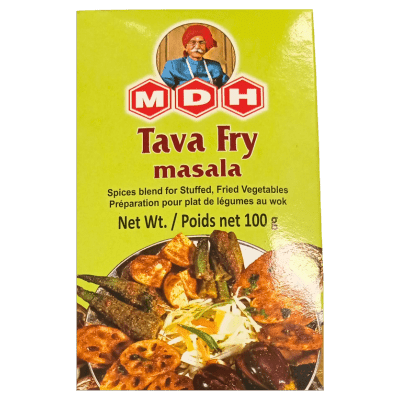 MDH
Tava Fry
masala
Spices blend for Stuffed, Fried Vegetables
Préparation pour plat de légumes au wok
Net Wt. / Poids net 100 g